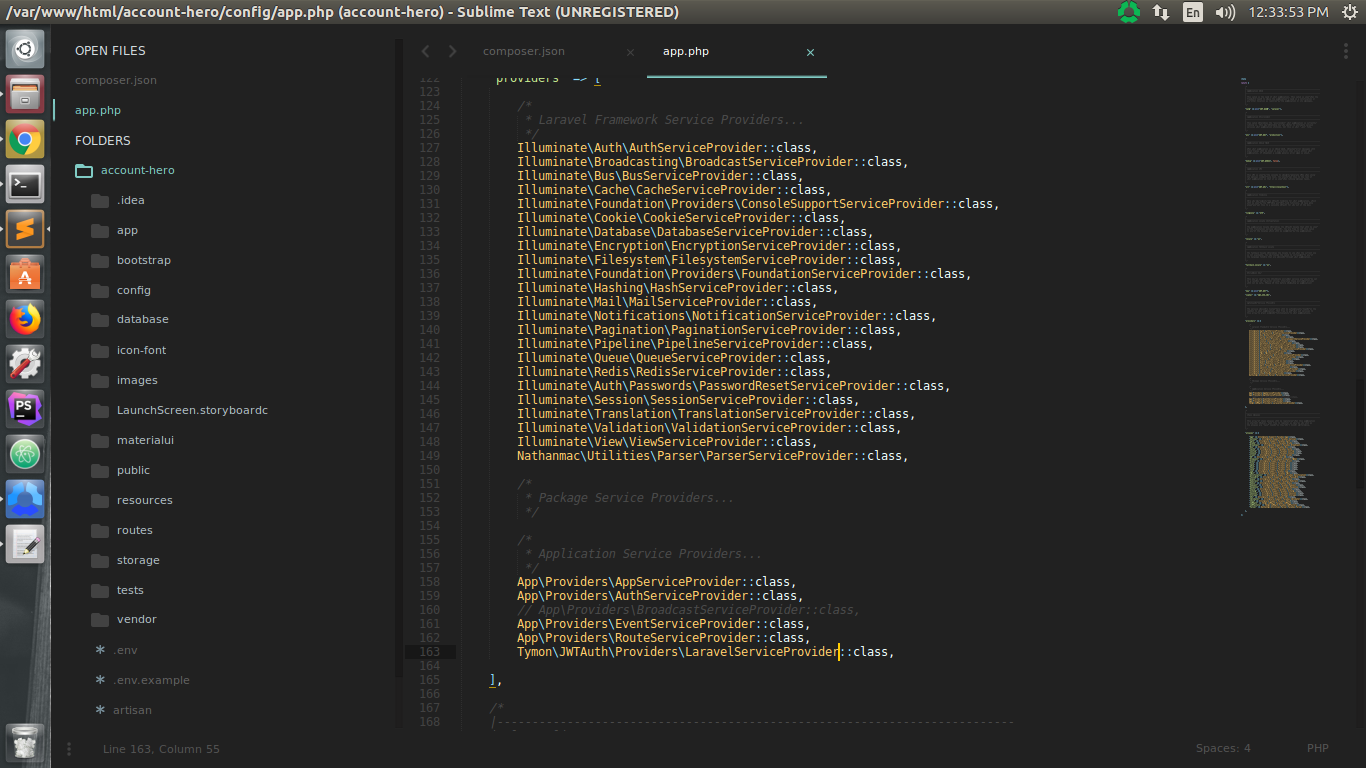 /var/www/html/account-hero/config/app.php (account-hero) - Sublime Text (UNREGISTERED)
En
12:33:53 PM
OPEN FILES
composer.json
app.php
FOLDERS
account-hero
.idea
app
bootstrap
config
database
icon-font
images
LaunchScreen.storyboardc
materialui
public
resources
routes
storage
tests
vendor
* .env
* .env.example
* artisan
composer.json ×
app.php ×
122 'providers' => [
123
124 /*
125 * Laravel Framework Service Providers...
126 */
127 Illuminate\Auth\AuthServiceProvider::class,
128 Illuminate\Broadcasting\BroadcastServiceProvider::class,
129 Illuminate\Bus\BusServiceProvider::class,
130 Illuminate\Cache\CacheServiceProvider::class,
131 Illuminate\Foundation\Providers\ConsoleSupportServiceProvider::class,
132 Illuminate\Cookie\CookieServiceProvider::class,
133 Illuminate\Database\DatabaseServiceProvider::class,
134 Illuminate\Encryption\EncryptionServiceProvider::class,
135 Illuminate\Filesystem\FilesystemServiceProvider::class,
136 Illuminate\Foundation\Providers\FoundationServiceProvider::class,
137 Illuminate\Hashing\HashServiceProvider::class,
138 Illuminate\Mail\MailServiceProvider::class,
139 Illuminate\Notifications\NotificationServiceProvider::class,
140 Illuminate\Pagination\PaginationServiceProvider::class,
141 Illuminate\Pipeline\PipelineServiceProvider::class,
142 Illuminate\Queue\QueueServiceProvider::class,
143 Illuminate\Redis\RedisServiceProvider::class,
144 Illuminate\Auth\Passwords\PasswordResetServiceProvider::class,
145 Illuminate\Session\SessionServiceProvider::class,
146 Illuminate\Translation\TranslationServiceProvider::class,
147 Illuminate\Validation\ValidationServiceProvider::class,
148 Illuminate\View\ViewServiceProvider::class,
149 Nathanmac\Utilities\Parser\ParserServiceProvider::class,
150
151 /*
152 * Package Service Providers...
153 */
154
155 /*
156 * Application Service Providers...
157 */
158 App\Providers\AppServiceProvider::class,
159 App\Providers\AuthServiceProvider::class,
160 // App\Providers\BroadcastServiceProvider::class,
161 App\Providers\EventServiceProvider::class,
162 App\Providers\RouteServiceProvider::class,
163 Tymon\JWTAuth\Providers\LaravelServiceProvider::class,
164
165 ],
166
167 /*
168 |--------------------------------------------------------------------------
PS
Line 163, Column 55
Spaces: 4
PHP